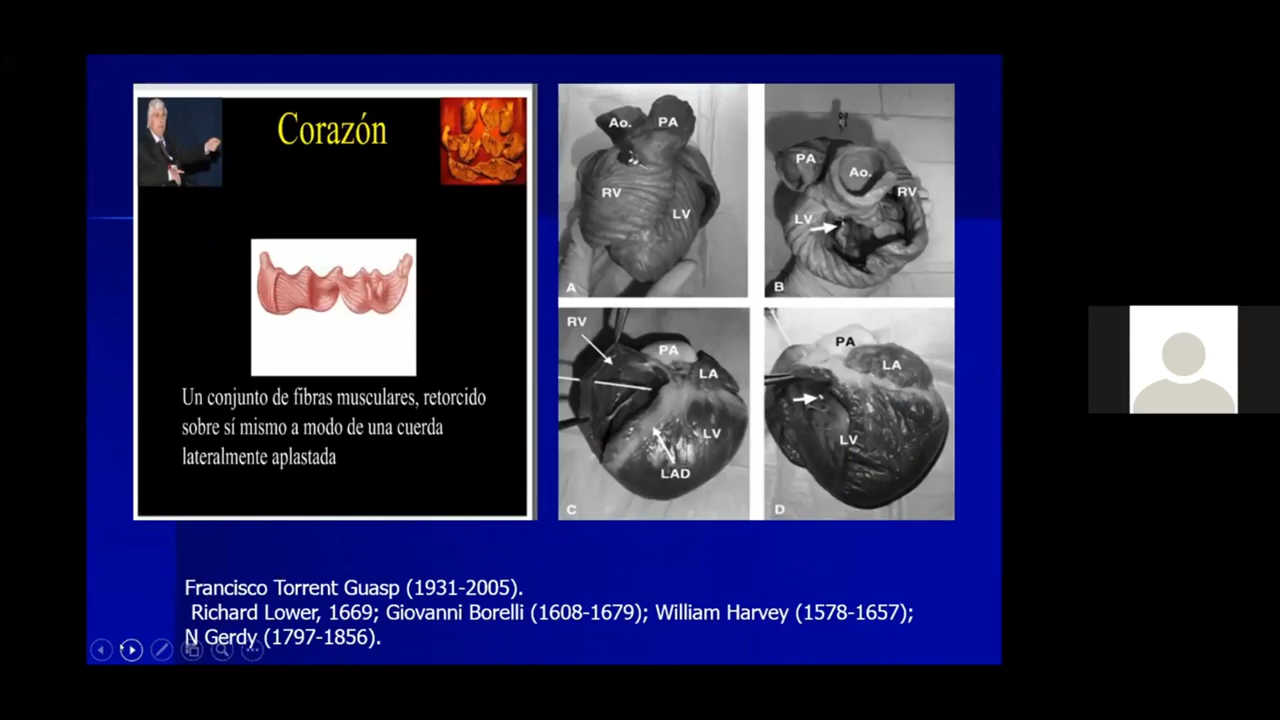 Corazón
Un conjunto de fibras musculares, retorcido
sobre sí mismo a modo de una cuerda
lateralmente aplastada
Ao. PA
RV
LV
A
PA
Ao.
RV
LV
B
RV
PA
LA
LV
LAD
C
PA
LA
LV
D
Francisco Torrent Guasp (1931-2005).
Richard Lower, 1669; Giovanni Borelli (1608-1679); William Harvey (1578-1657);
N Gerdy (1797-1856).